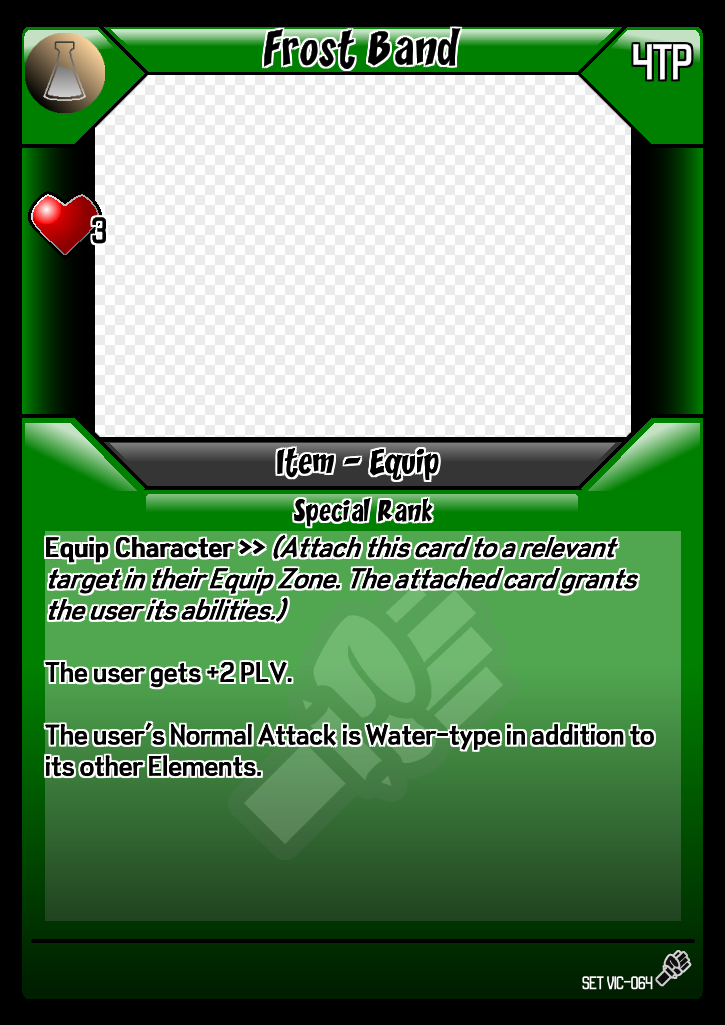 Frost Band
4TP
3
Item - Equip
Special Rank
Equip Character >> (Attach this card to a relevant
target in their Equip Zone. The attached card grants
the user its abilities.)
The user gets +2 PLV.
The user's Normal Attack is Water-type in addition to
its other Elements.
SET VIC-064